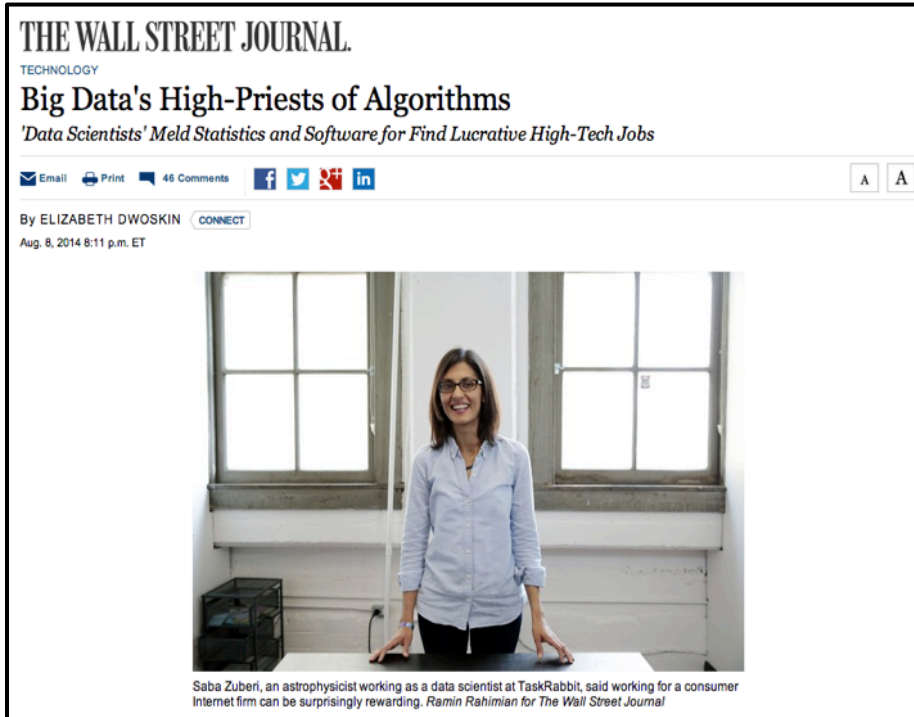 THE WALL STREET JOURNAL.
TECHNOLOGY
Big Data's High-Priests of Algorithms
'Data Scientists' Meld Statistics and Software for Find Lucrative High-Tech Jobs
Email Print 46 Comments f g+ in A A
By ELIZABETH DWOSKIN CONNECT
Aug. 8, 2014 8:11 p.m. ET
Saba Zuberi, an astrophysicist working as a data scientist at TaskRabbit, said working for a consumer
Internet firm can be surprisingly rewarding. Ramin Rahimian for The Wall Street Journal